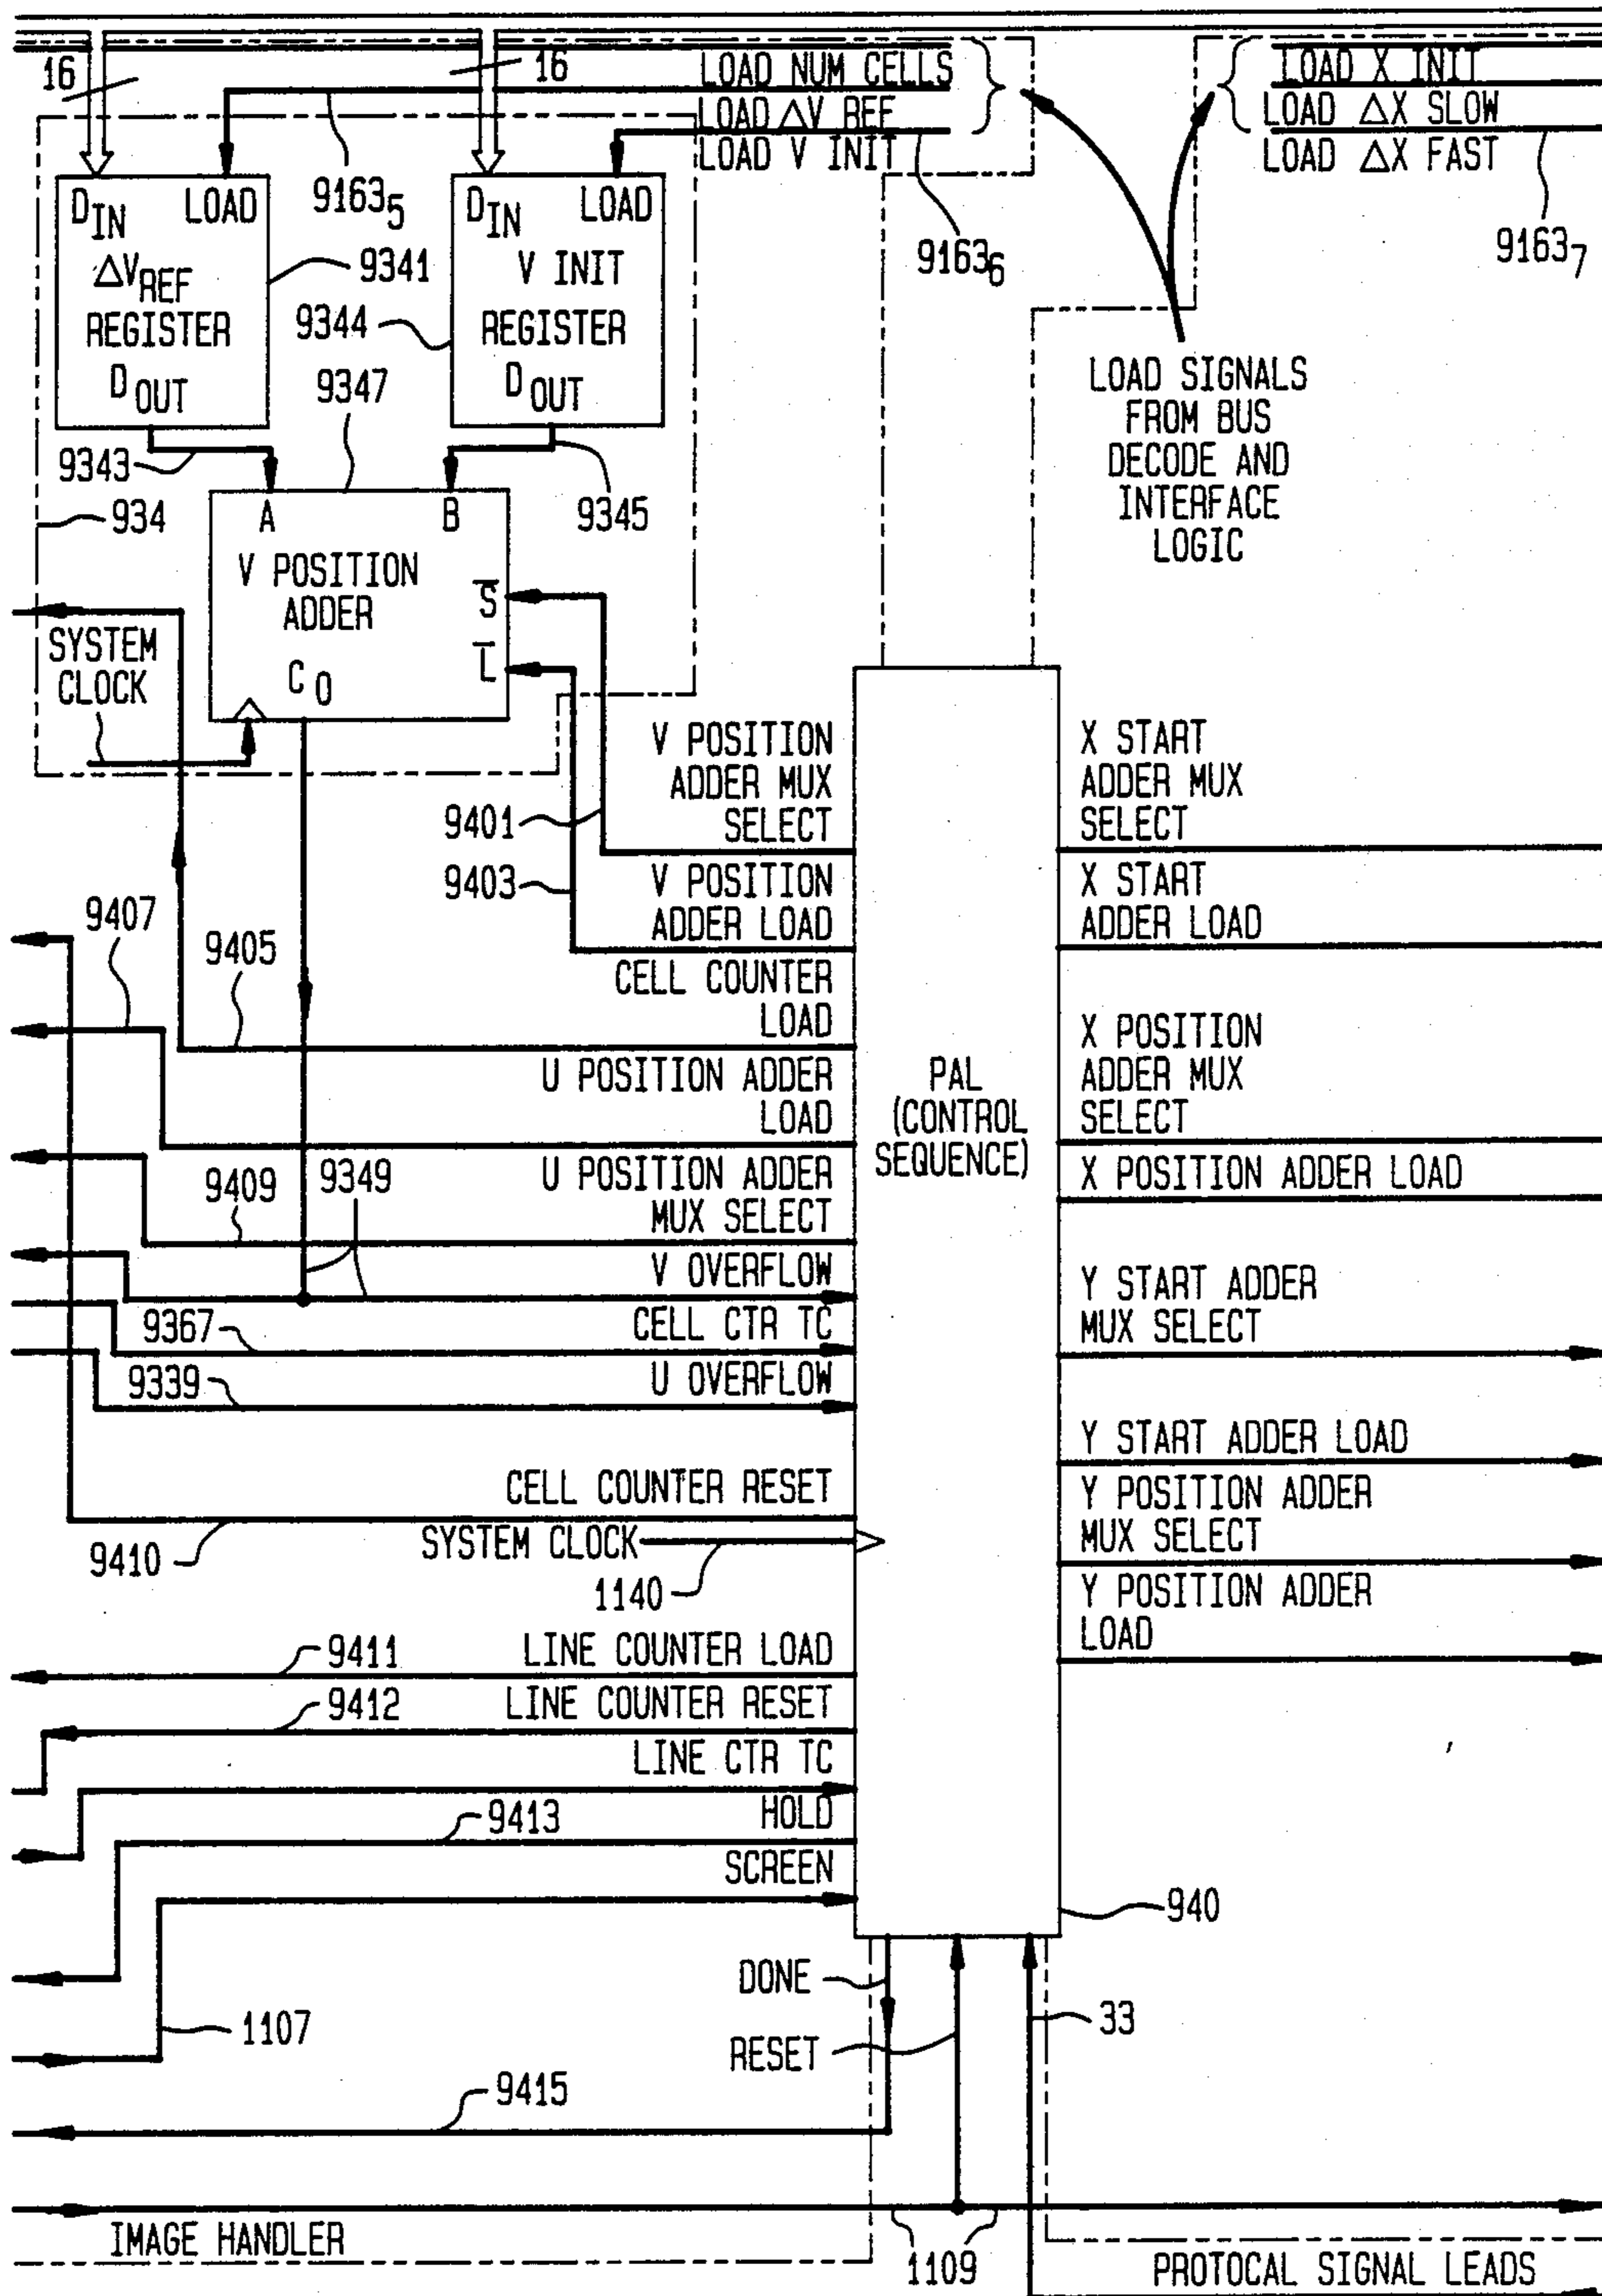 16
16
LOAD NUM CELLS
LOAD ΔV REF
LOAD V INIT
LOAD X INIT
LOAD ΔX SLOW
LOAD ΔX FAST
9163₅
9163₆
9163₇
D_IN LOAD
ΔV_REF
REGISTER
D_OUT
9341
D_IN LOAD
V INIT
REGISTER
D_OUT
9344
9347
9343
9345
934
LOAD SIGNALS
FROM BUS
DECODE AND
INTERFACE
LOGIC
A B
V POSITION
ADDER
S̅
L̅
C_O
SYSTEM
CLOCK
V POSITION
ADDER MUX
SELECT
9401
V POSITION
ADDER LOAD
9403
CELL COUNTER
LOAD
9407
9405
U POSITION ADDER
LOAD
U POSITION ADDER
MUX SELECT
9409
9349
V OVERFLOW
CELL CTR TC
9367
U OVERFLOW
9339
CELL COUNTER RESET
9410
SYSTEM CLOCK
1140
LINE COUNTER LOAD
9411
LINE COUNTER RESET
9412
LINE CTR TC
HOLD
9413
SCREEN
1107
PAL
(CONTROL
SEQUENCE)
X START
ADDER MUX
SELECT
X START
ADDER LOAD
X POSITION
ADDER MUX
SELECT
X POSITION ADDER LOAD
Y START ADDER
MUX SELECT
Y START ADDER LOAD
Y POSITION ADDER
MUX SELECT
Y POSITION ADDER
LOAD
940
DONE
RESET
33
9415
IMAGE HANDLER
1109
PROTOCAL SIGNAL LEADS